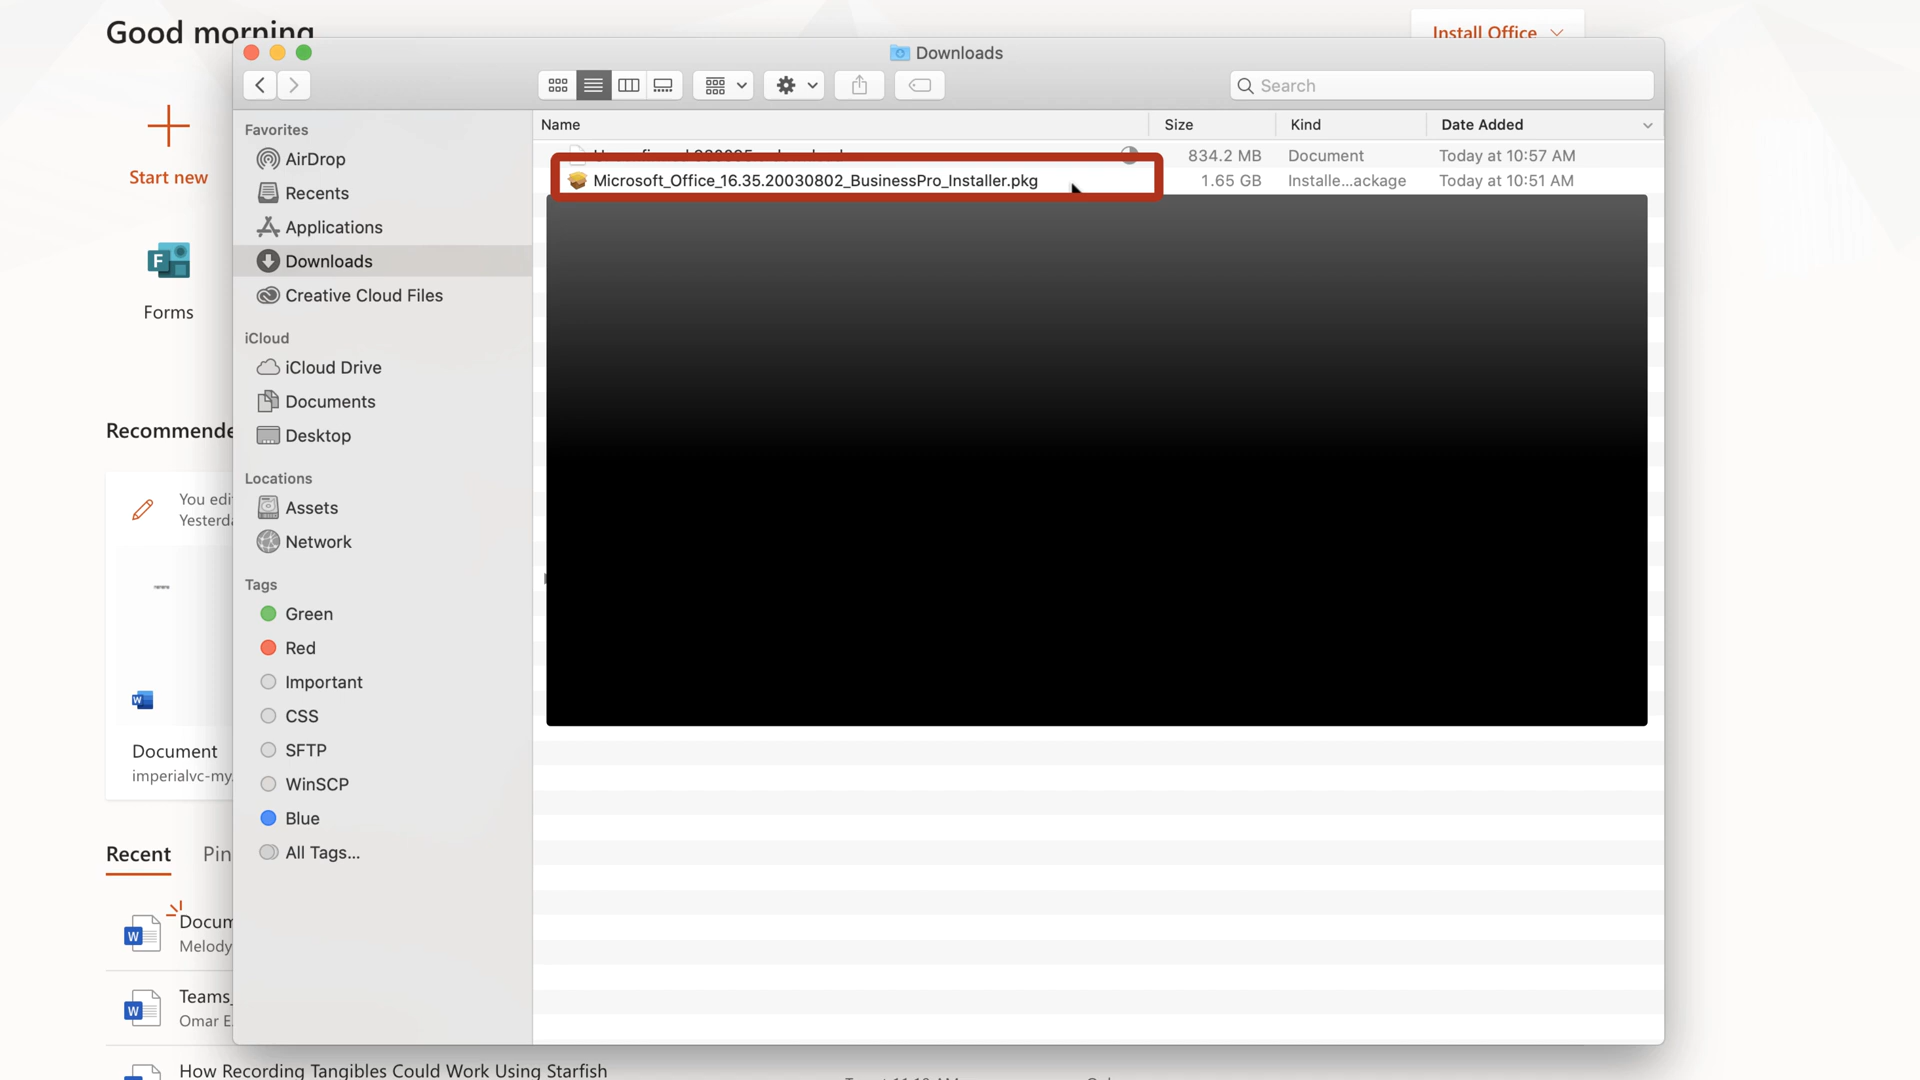 Good morning
Install Office
Downloads
Search
Start new
Forms
Recommende
You edi
Yesterda
Document
imperialvc-my.
Recent
Pin
Docum
Melody
Teams_
Omar E.
How Recording Tangibles Could Work Using Starfish
Favorites
AirDrop
Recents
Applications
Downloads
Creative Cloud Files
iCloud
iCloud Drive
Documents
Desktop
Locations
Assets
Network
Tags
Green
Red
Important
CSS
SFTP
WinSCP
Blue
All Tags...
Name Size Kind Date Added
834.2 MB Document Today at 10:57 AM
Microsoft_Office_16.35.20030802_BusinessPro_Installer.pkg 1.65 GB Installe...ackage Today at 10:51 AM